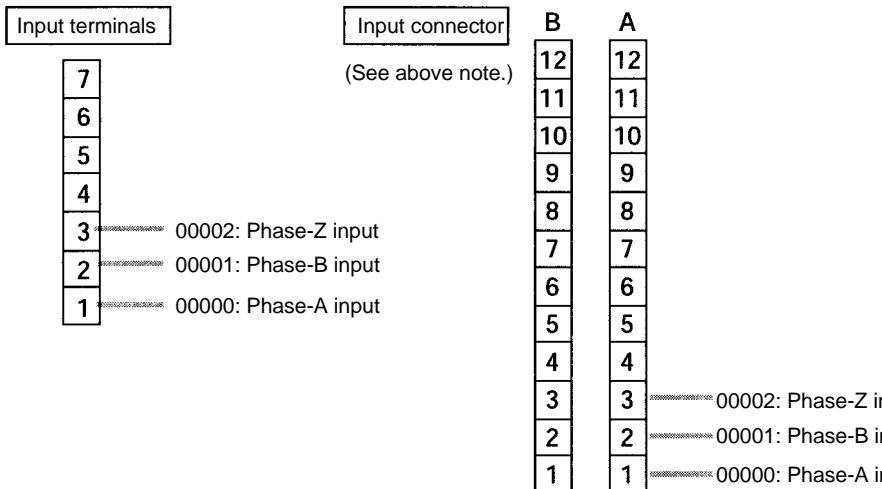 Input terminals
7
6
5
4
3 00002: Phase-Z input
2 00001: Phase-B input
1 00000: Phase-A input
Input connector
(See above note.)
B A
12 12
11 11
10 10
9 9
8 8
7 7
6 6
5 5
4 4
3 3 00002: Phase-Z
2 2 00001: Phase-B
1 1 00000: Phase-A